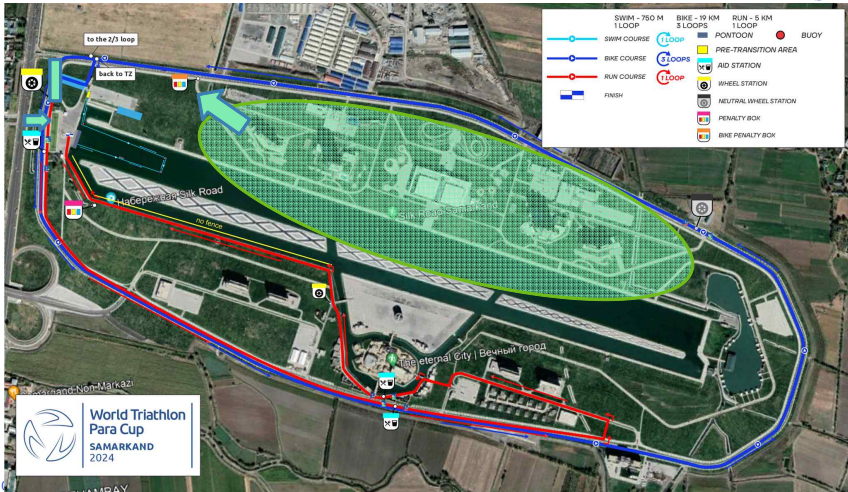 SWIM - 750 M
1 LOOP
BIKE - 19 KM
3 LOOPS
RUN - 5 KM
1 LOOP
SWIM COURSE
1 LOOP
BIKE COURSE
3 LOOPS
RUN COURSE
1 LOOP
FINISH
PONTOON
BUOY
PRE-TRANSITION AREA
AID STATION
WHEEL STATION
NEUTRAL WHEEL STATION
PENALTY BOX
BIKE PENALTY BOX
to the 2/3 loop
back to TZ
Набережная Silk Road
no fence
The eternal City | Вечный город
Samarkand Non Markazi
World Triathlon
Para Cup
SAMARKAND
2024